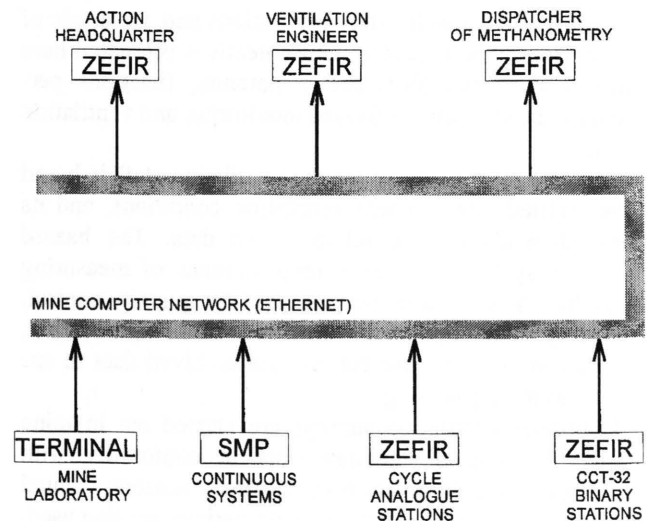 ACTION
HEADQUARTER
ZEFIR
VENTILATION
ENGINEER
ZEFIR
DISPATCHER
OF METHANOMETRY
ZEFIR
MINE COMPUTER NETWORK (ETHERNET)
TERMINAL
MINE
LABORATORY
SMP
CONTINUOUS
SYSTEMS
ZEFIR
CYCLE
ANALOGUE
STATIONS
ZEFIR
CCT-32
BINARY
STATIONS